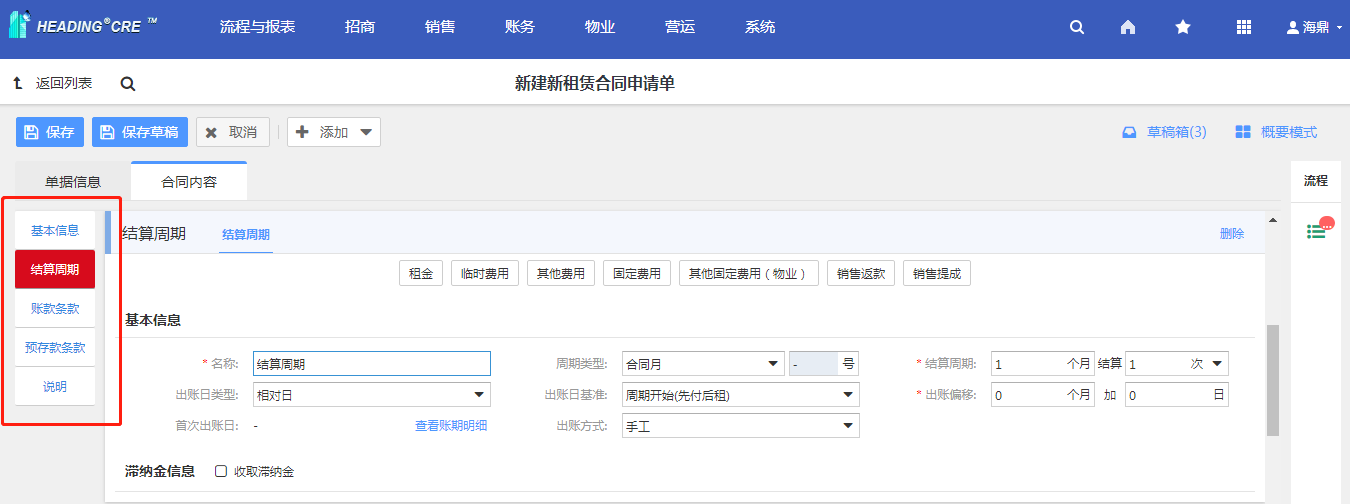 HEADING®CRE ™ 流程与报表 招商 销售 账务 物业 营运 系统 海鼎
返回列表 新建新租赁合同申请单
保存 保存草稿 取消 添加 草稿箱(3) 概要模式
单据信息 合同内容 流程
基本信息
结算周期
账款条款
预存款条款
说明
结算周期 结算周期 删除
租金 临时费用 其他费用 固定费用 其他固定费用（物业） 销售返款 销售提成
基本信息
* 名称: 结算周期 周期类型: 合同月 - 号 * 结算周期: 1 个月 结算 1 次
出账日类型: 相对日 出账日基准: 周期开始(先付后租) * 出账偏移: 0 个月 加 0 日
首次出账日: - 查看账期明细 出账方式: 手工
滞纳金信息 收取滞纳金